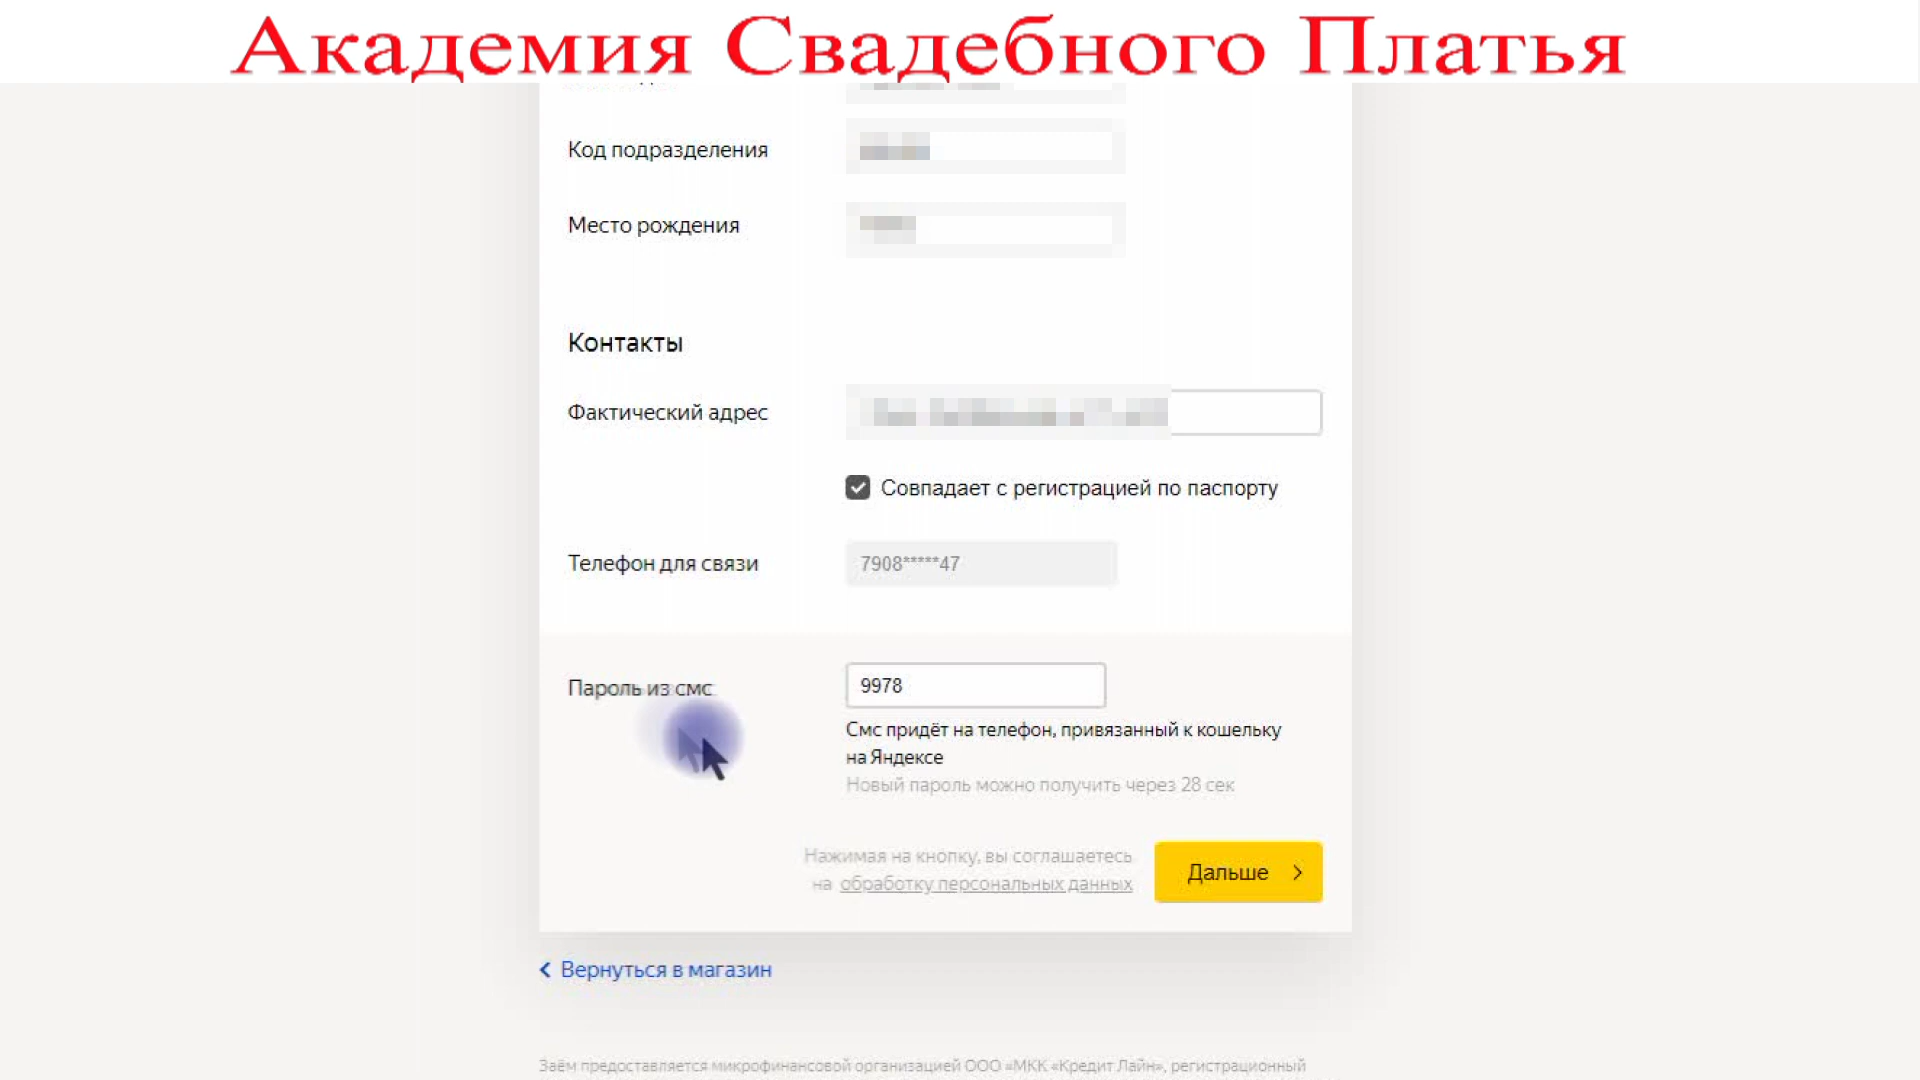 Академия Свадебного Платья
Код подразделения
Место рождения
Контакты
Фактический адрес
Совпадает с регистрацией по паспорту
Телефон для связи
7908*****47
Пароль из смс
9978
Смс придёт на телефон, привязанный к кошельку
на Яндексе
Новый пароль можно получить через 28 сек
Нажимая на кнопку, вы соглашаетесь
на обработку персональных данных
Дальше
Вернуться в магазин
Заём предоставляется микрофинансовой организацией ООО «МКК «Кредит Лайн», регистрационный